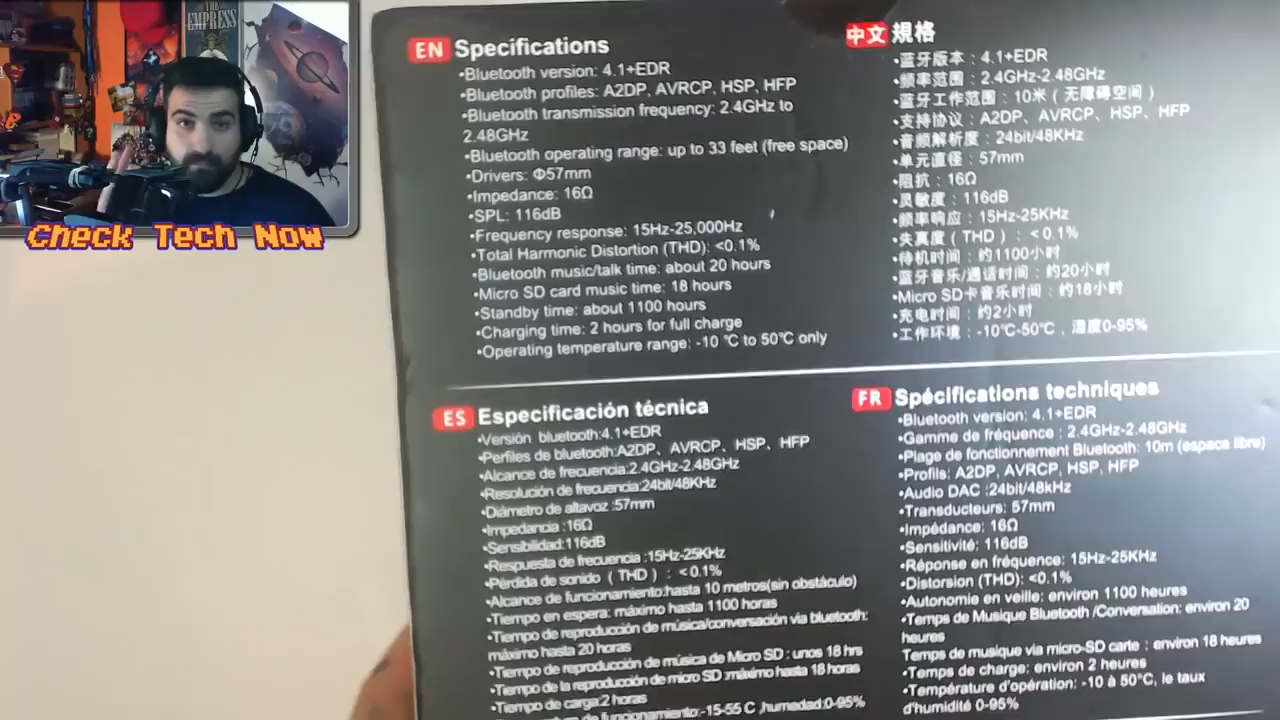 THE
EMPRESS
Check Tech Now
EN Specifications
•Bluetooth version: 4.1+EDR
•Bluetooth profiles: A2DP, AVRCP, HSP, HFP
•Bluetooth transmission frequency: 2.4GHz to
2.48GHz
•Bluetooth operating range: up to 33 feet (free space)
•Drivers: Φ57mm
•Impedance: 16Ω
•SPL: 116dB
•Frequency response: 15Hz-25,000Hz
•Total Harmonic Distortion (THD): <0.1%
•Bluetooth music/talk time: about 20 hours
•Micro SD card music time: 18 hours
•Standby time: about 1100 hours
•Charging time: 2 hours for full charge
•Operating temperature range: -10 ℃ to 50℃ only
中文 规格
•蓝牙版本：4.1+EDR
•频率范围：2.4GHz-2.48GHz
•蓝牙工作范围：10米（无障碍空间）
•支持协议：A2DP、AVRCP、HSP、HFP
•音频解析度：24bit/48KHz
•单元直径：57mm
•阻抗：16Ω
•灵敏度：116dB
•频率响应：15Hz-25KHz
•失真度（THD）：<0.1%
•待机时间：约1100小时
•蓝牙音乐/通话时间：约20小时
•Micro SD卡音乐时间：约18小时
•充电时间：约2小时
•工作环境：-10℃-50℃，湿度0-95%
ES Especificación técnica
•Versión bluetooth:4.1+EDR
•Perfiles de bluetooth:A2DP、AVRCP、HSP、HFP
•Alcance de frecuencia:2.4GHz-2.48GHz
•Resolución de frecuencia:24bit/48KHz
•Diámetro de altavoz :57mm
•Impedancia :16Ω
•Sensibilidad:116dB
•Respuesta de frecuencia :15Hz-25KHz
•Pérdida de sonido （THD）: <0.1%
•Alcance de funcionamiento:hasta 10 metros(sin obstáculo)
•Tiempo en espera: máximo hasta 1100 horas
•Tiempo de reproducción de música/conversación via bluetooth:
máximo hasta 20 horas
•Tiempo de reproducción de música de Micro SD : unos 18 hrs
•Tiempo de la reproducción de micro SD :máximo hasta 18 horas
•Tiempo de carga:2 horas
de funcionamiento:-15-55 C ,humedad:0-95%
FR Spécifications techniques
•Bluetooth version: 4.1+EDR
•Gamme de fréquence : 2.4GHz-2.48GHz
•Plage de fonctionnement Bluetooth: 10m (espace libre)
•Profils: A2DP, AVRCP, HSP, HFP
•Audio DAC :24bit/48kHz
•Transducteurs: 57mm
•Impédance: 16Ω
•Sensitivité: 116dB
•Réponse en fréquence: 15Hz-25KHz
•Distorsion (THD): <0.1%
•Autonomie en veille: environ 1100 heures
•Temps de Musique Bluetooth /Conversation: environ 20
heures
Temps de musique via micro-SD carte : environ 18 heures
•Temps de charge: environ 2 heures
•Température d'opération: -10 à 50°C, le taux
d'humidité 0-95%